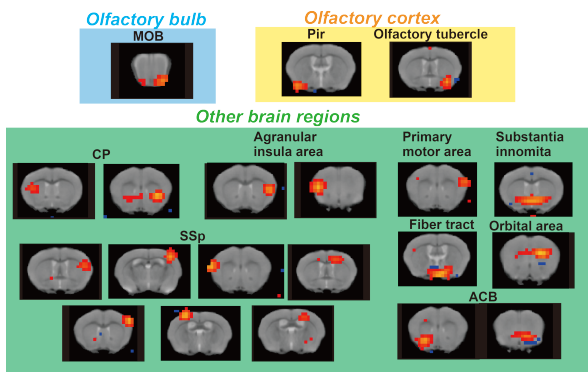 Olfactory bulb
MOB
Olfactory cortex
Pir
Olfactory tubercle
Other brain regions
CP
Agranular
insula area
Primary
motor area
Substantia
innomita
SSp
Fiber tract
Orbital area
ACB